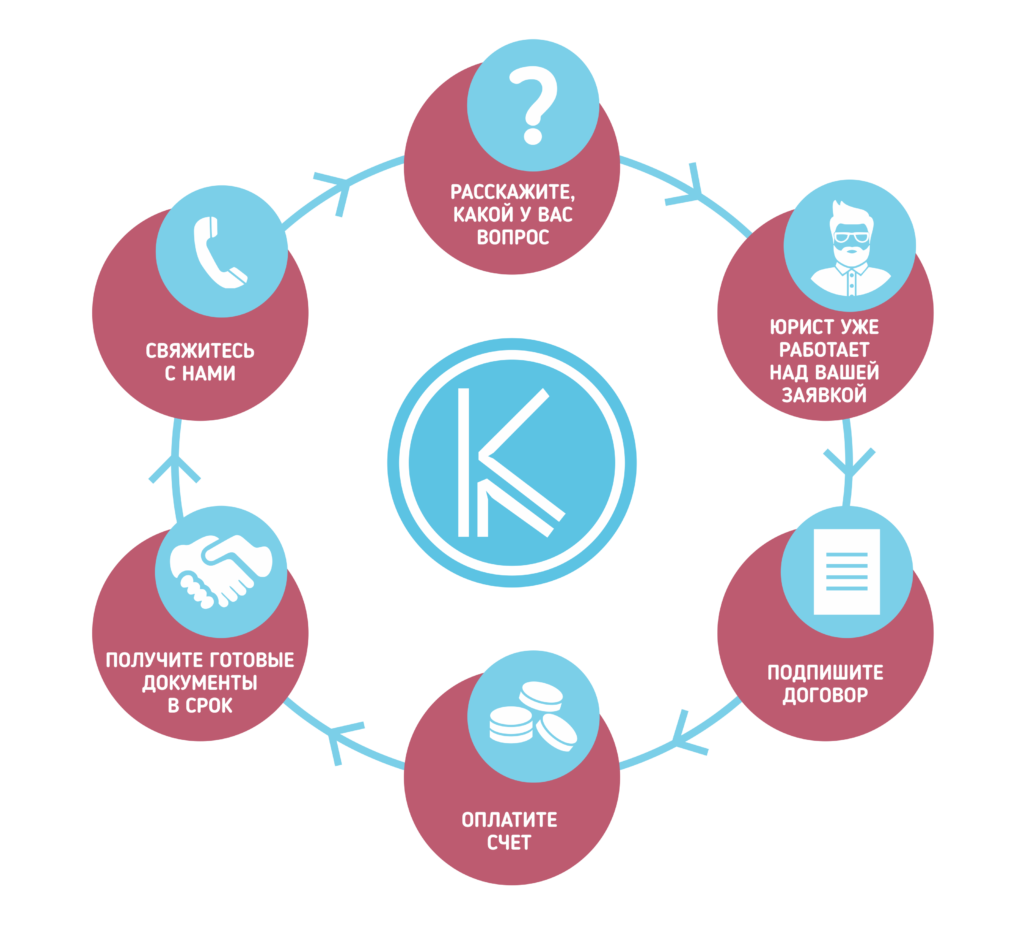 РАССКАЖИТЕ,
КАКОЙ У ВАС
ВОПРОС
ЮРИСТ УЖЕ
РАБОТАЕТ
НАД ВАШЕЙ
ЗАЯВКОЙ
ПОДПИШИТЕ
ДОГОВОР
ОПЛАТИТЕ
СЧЕТ
ПОЛУЧИТЕ ГОТОВЫЕ
ДОКУМЕНТЫ
В СРОК
СВЯЖИТЕСЬ
С НАМИ
?
K